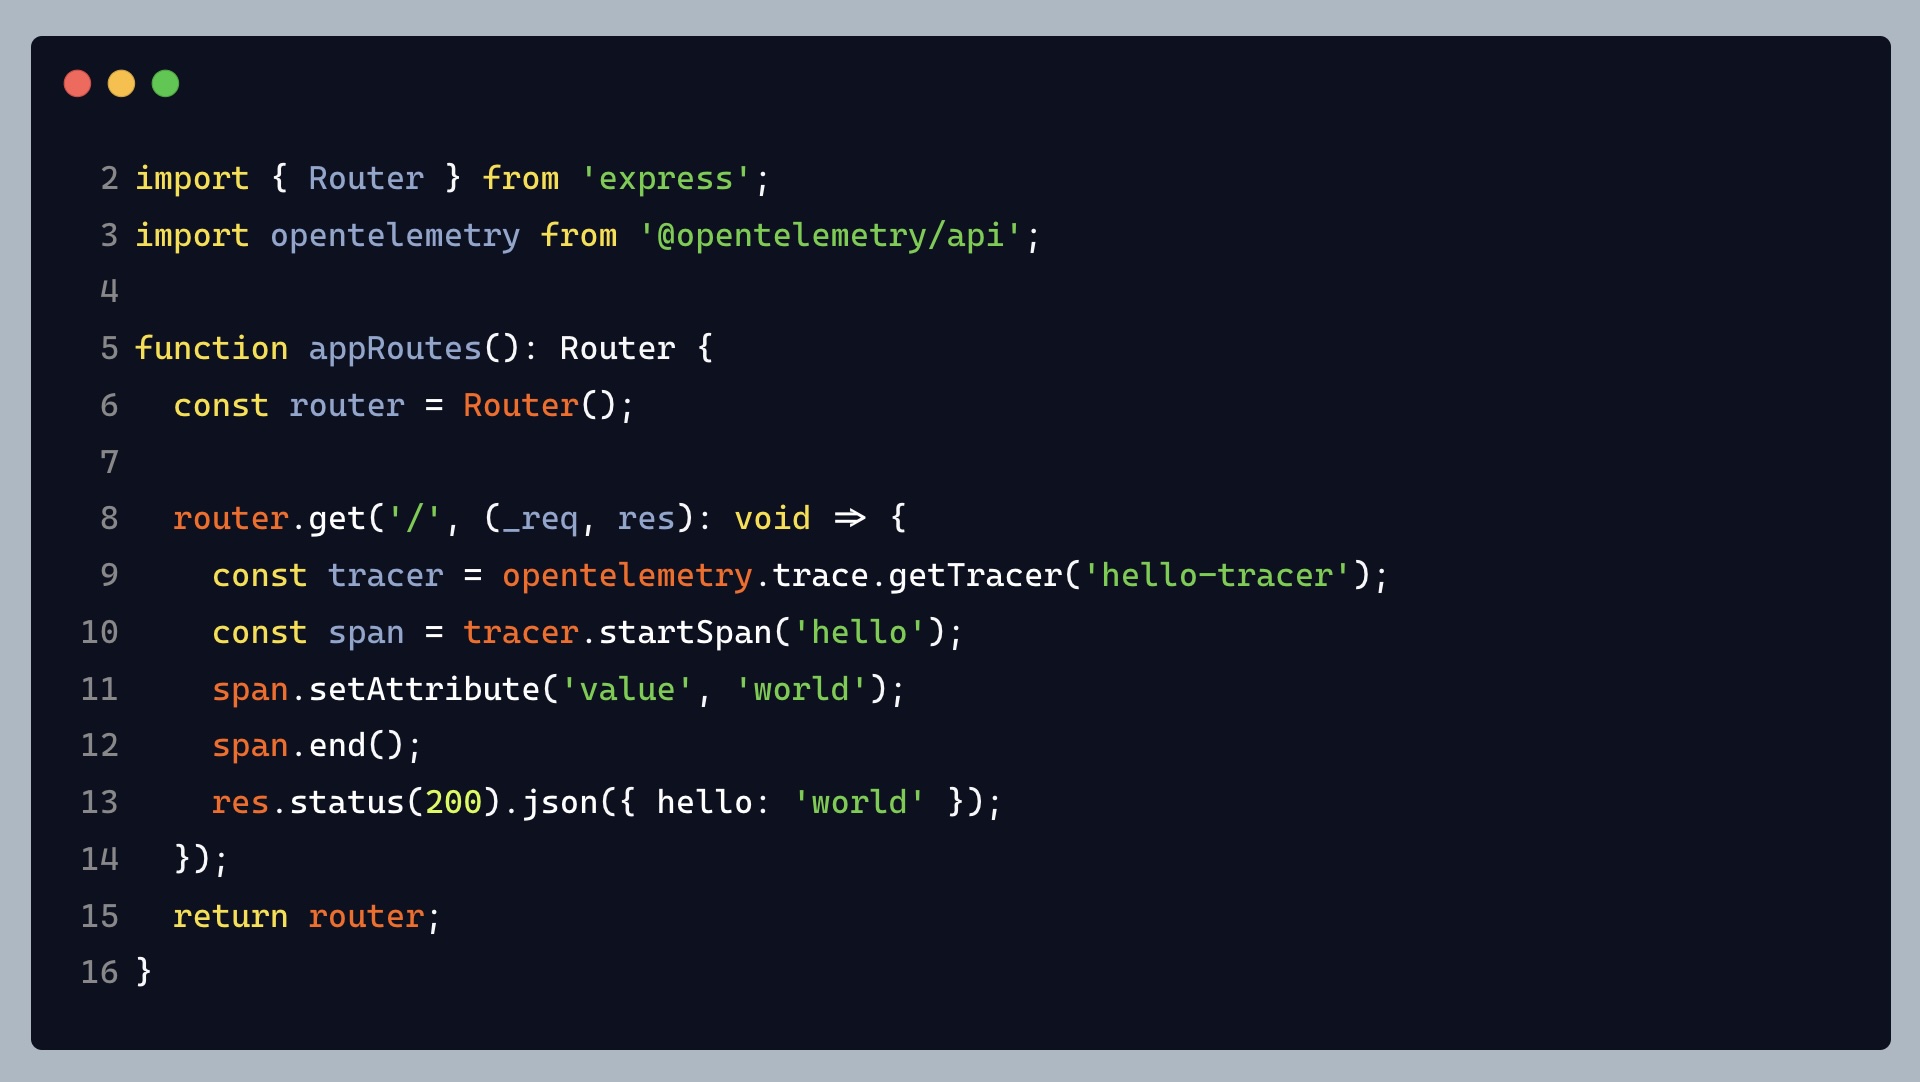 2 import { Router } from 'express';
3 import opentelemetry from '@opentelemetry/api';
4
5 function appRoutes(): Router {
6   const router = Router();
7
8   router.get('/', (_req, res): void => {
9     const tracer = opentelemetry.trace.getTracer('hello-tracer');
10     const span = tracer.startSpan('hello');
11     span.setAttribute('value', 'world');
12     span.end();
13     res.status(200).json({ hello: 'world' });
14   });
15   return router;
16 }